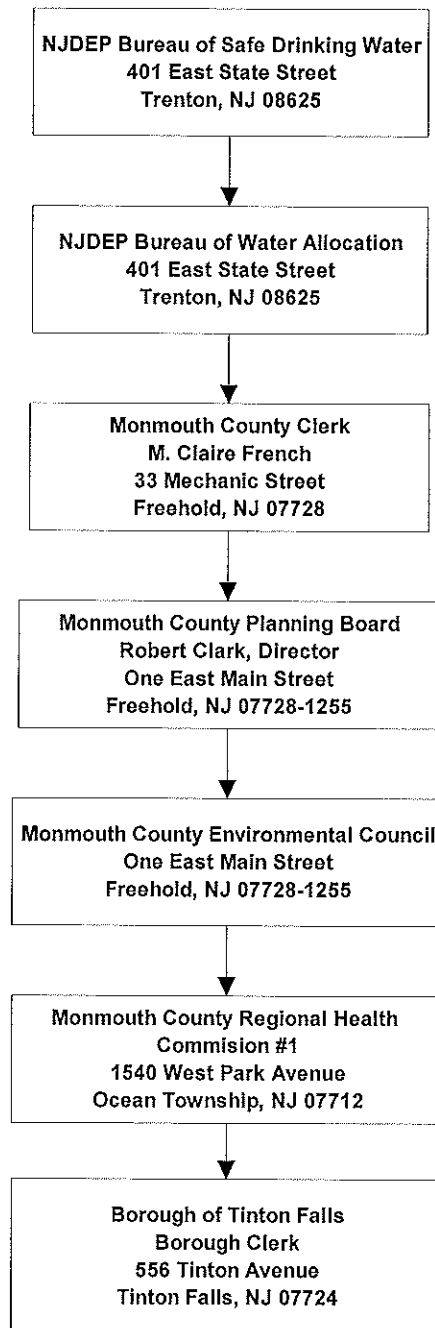 NJDEP Bureau of Safe Drinking Water
401 East State Street
Trenton, NJ 08625
NJDEP Bureau of Water Allocation
401 East State Street
Trenton, NJ 08625
Monmouth County Clerk
M. Claire French
33 Mechanic Street
Freehold, NJ 07728
Monmouth County Planning Board
Robert Clark, Director
One East Main Street
Freehold, NJ 07728-1255
Monmouth County Environmental Council
One East Main Street
Freehold, NJ 07728-1255
Monmouth County Regional Health
Commision #1
1540 West Park Avenue
Ocean Township, NJ 07712
Borough of Tinton Falls
Borough Clerk
556 Tinton Avenue
Tinton Falls, NJ 07724